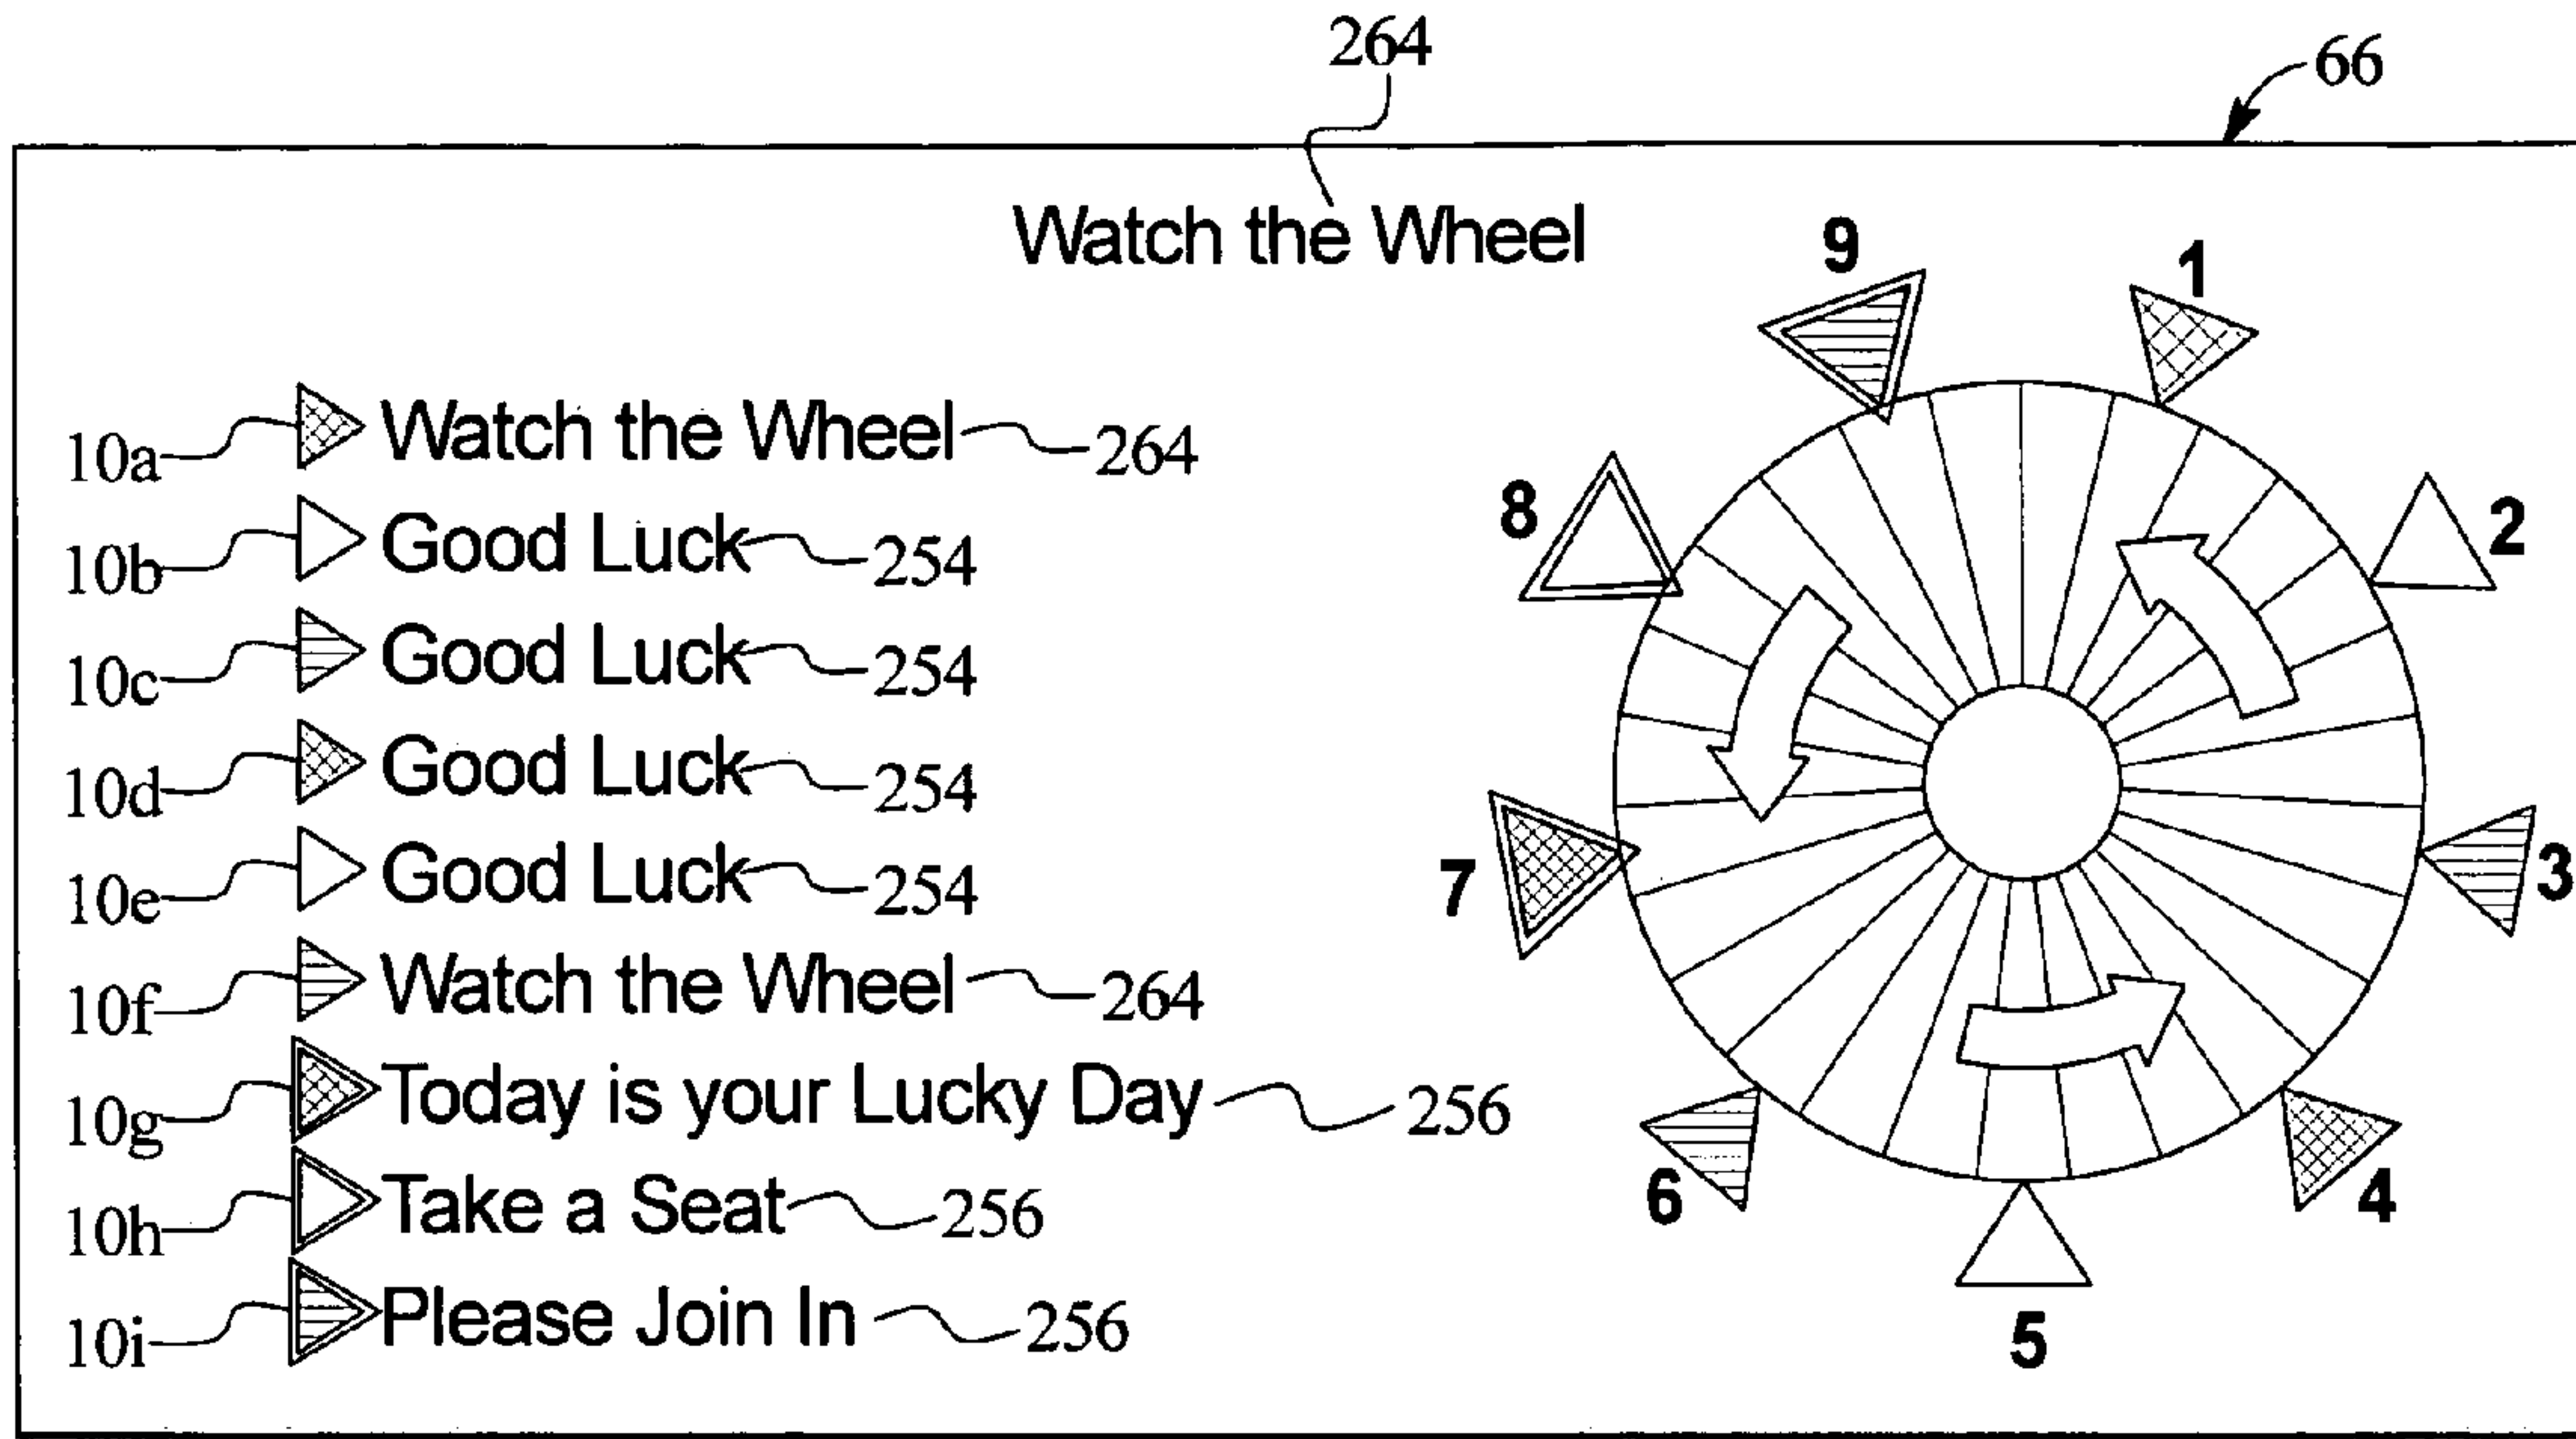 264
66
Watch the Wheel
9
1
10a Watch the Wheel 264
8
2
10b Good Luck 254
10c Good Luck 254
10d Good Luck 254
7
3
10e Good Luck 254
10f Watch the Wheel 264
10g Today is your Lucky Day 256
6
4
10h Take a Seat 256
10i Please Join In 256
5